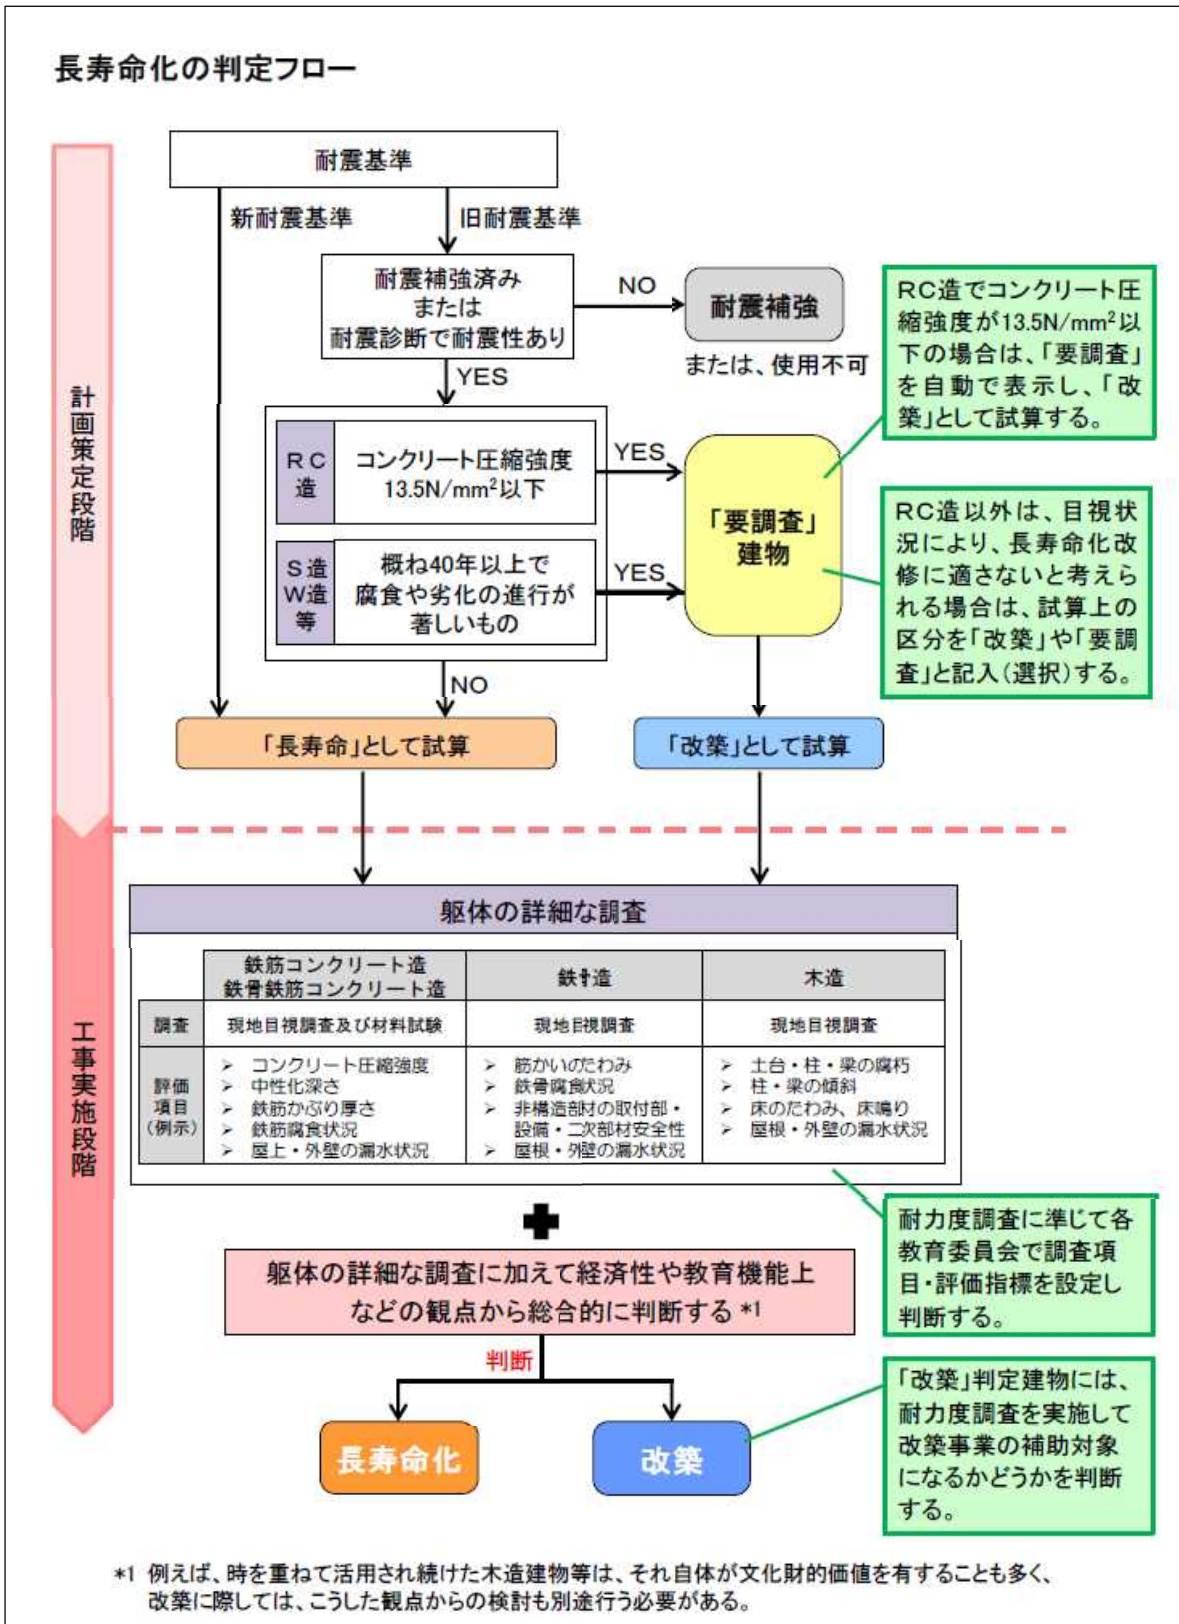 長寿命化の判定フロー
計画策定段階
耐震基準
新耐震基準
旧耐震基準
耐震補強済み
または
耐震診断で耐震性あり
NO
耐震補強
または、使用不可
YES
RC造でコンクリート圧
縮強度が13.5N/mm²以
下の場合は、「要調査」
を自動で表示し、「改
築」として試算する。
RC
造
コンクリート圧縮強度
13.5N/mm²以下
YES
「要調査」
建物
S造
W造
等
概ね40年以上で
腐食や劣化の進行が
著しいもの
YES
RC造以外は、目視状
況により、長寿命化改
修に適さないと考えら
れる場合は、試算上の
区分を「改築」や「要調
査」と記入(選択)する。
NO
「長寿命」として試算
「改築」として試算
工事実施段階
躯体の詳細な調査
鉄筋コンクリート造
鉄骨鉄筋コンクリート造
鉄骨造
木造
調査
現地目視調査及び材料試験
現地目視調査
現地目視調査
評価
項目
(例示)
➢ コンクリート圧縮強度
➢ 中性化深さ
➢ 鉄筋かぶり厚さ
➢ 鉄筋腐食状況
➢ 屋上・外壁の漏水状況
➢ 筋かいのたわみ
➢ 鉄骨腐食状況
➢ 非構造部材の取付部・
設備・二次部材安全性
➢ 屋根・外壁の漏水状況
➢ 土台・柱・梁の腐朽
➢ 柱・梁の傾斜
➢ 床のたわみ、床鳴り
➢ 屋根・外壁の漏水状況
耐力度調査に準じて各
教育委員会で調査項
目・評価指標を設定し
判断する。
躯体の詳細な調査に加えて経済性や教育機能上
などの観点から総合的に判断する *1
判断
長寿命化
改築
「改築」判定建物には、
耐力度調査を実施して
改築事業の補助対象
になるかどうかを判断
する。
*1 例えば、時を重ねて活用され続けた木造建物等は、それ自体が文化財的価値を有することも多く、
改築に際しては、こうした観点からの検討も別途行う必要がある。